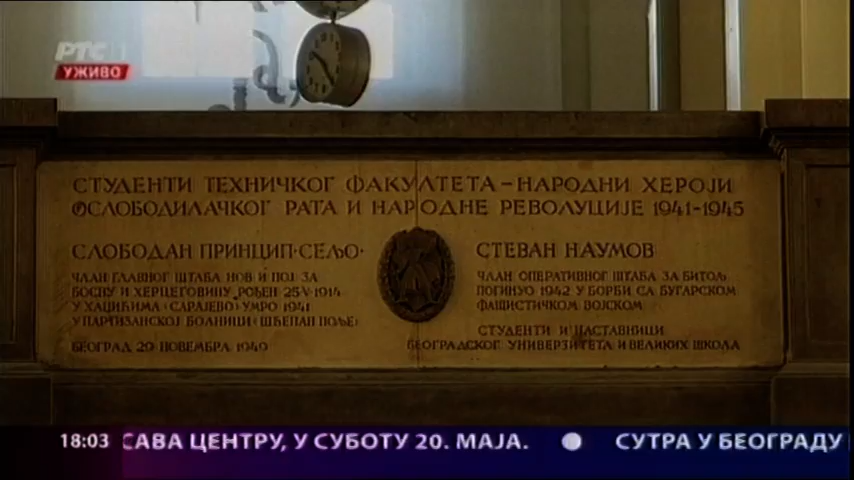 РТС 1
УЖИВО
СТУДЕНТИ ТЕХНИЧКОГ ФАКУЛТЕТА - НАРОДНИ ХЕРОЈИ
ОСЛОБОДИЛАЧКОГ РАТА И НАРОДНЕ РЕВОЛУЦИЈЕ 1941-1945
СЛОБОДАН ПРИНЦИП·СЕЉО·
ЧЛАН ГЛАВНОГ ШТАБА НОВ И ПОЈ ЗА
БОСНУ И ХЕРЦЕГОВИНУ РОЂЕН 25·V·1914
У ХАЏИЋИМА (САРАЈЕВО) УМРО 1941
У ПАРТИЗАНСКОЈ БОЛНИЦИ (ШЋЕПАН ПОЉЕ)
БЕОГРАД 29 НОВЕМБРА 1949
СТЕВАН НАУМОВ
ЧЛАН ОПЕРАТИВНОГ ШТАБА ЗА БИТОЉ
ПОГИНУО 1942 У БОРБИ СА БУГАРСКОМ
ФАШИСТИЧКОМ ВОЈСКОМ
СТУДЕНТИ И НАСТАВНИЦИ
БЕОГРАДСКОГ УНИВЕРЗИТЕТА И ВЕЛИКИХ ШКОЛА
18:03 САВА ЦЕНТРУ, У СУБОТУ 20. МАЈА. СУТРА У БЕОГРАДУ